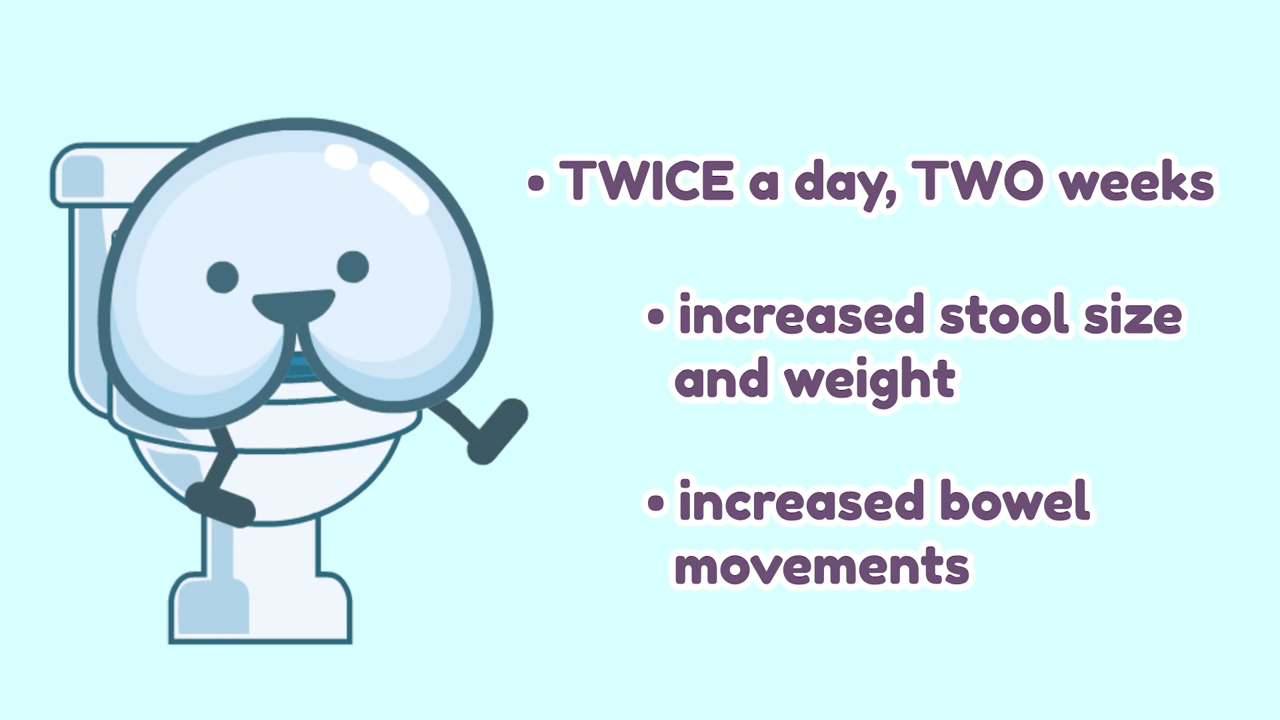 • TWICE a day, TWO weeks
• increased stool size
and weight
• increased bowel
movements